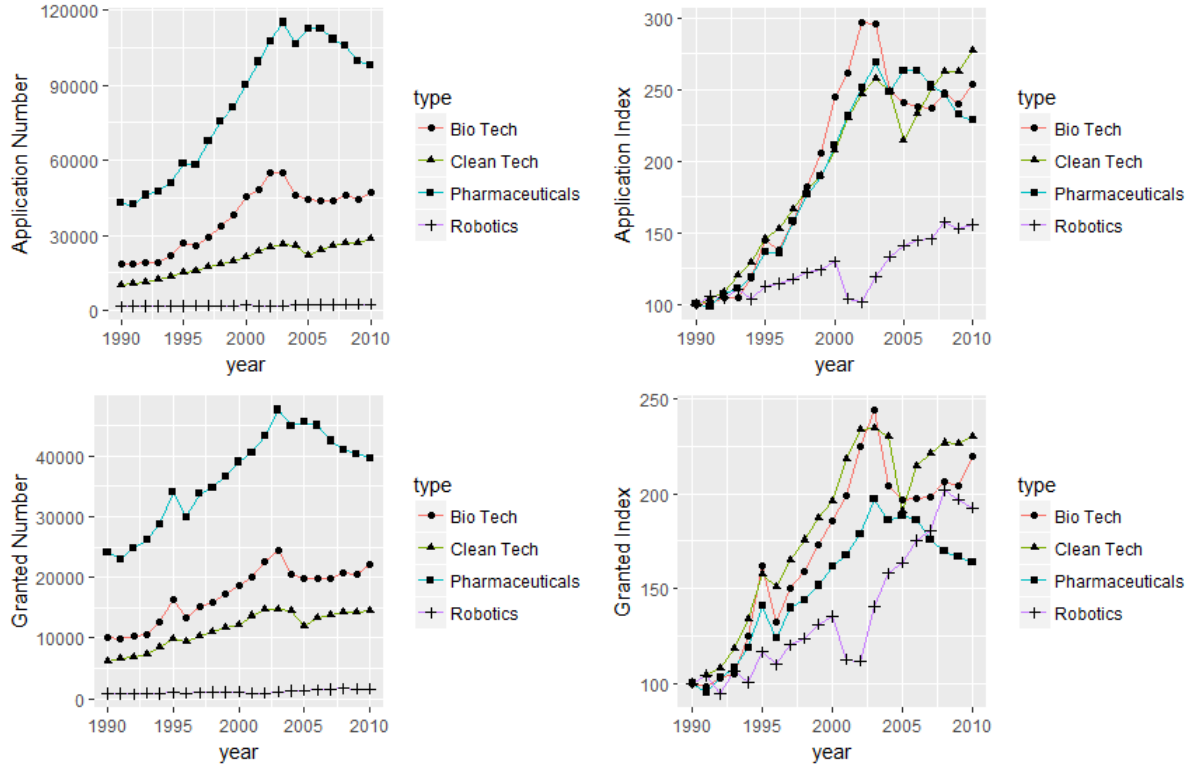 120000
90000
60000
30000
0
Application Number
1990 1995 2000 2005 2010
year
type
Bio Tech
Clean Tech
Pharmaceuticals
Robotics
300
250
200
150
100
Application Index
1990 1995 2000 2005 2010
year
type
Bio Tech
Clean Tech
Pharmaceuticals
Robotics
40000
30000
20000
10000
0
Granted Number
1990 1995 2000 2005 2010
year
type
Bio Tech
Clean Tech
Pharmaceuticals
Robotics
250
200
150
100
Granted Index
1990 1995 2000 2005 2010
year
type
Bio Tech
Clean Tech
Pharmaceuticals
Robotics